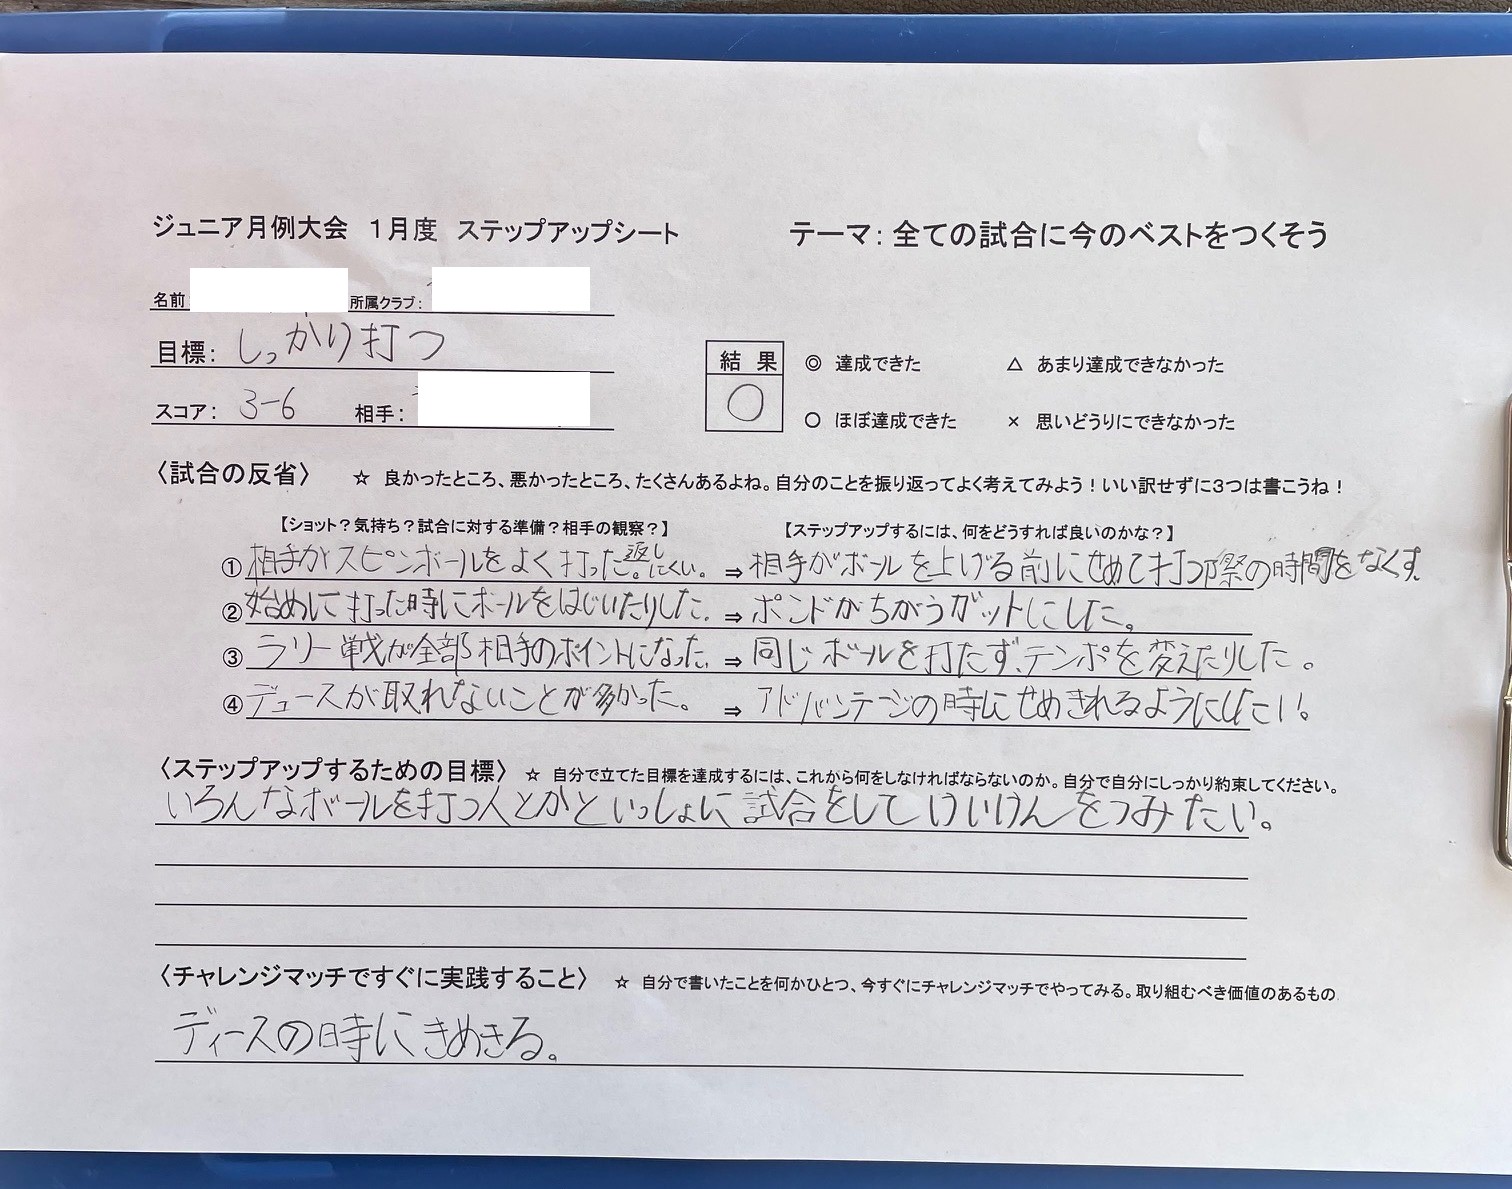 ジュニア月例大会 1月度 ステップアップシート テーマ：全ての試合に今のベストをつくそう
名前： 所属クラブ：
目標： しっかり打つ
スコア： 3-6 相手：
結 果 ◎ 達成できた △ あまり達成できなかった
○ ○ ほぼ達成できた × 思いどうりにできなかった
〈試合の反省〉 ☆ 良かったところ、悪かったところ、たくさんあるよね。自分のことを振り返ってよく考えてみよう！いい訳せずに3つは書こうね！
【ショット？気持ち？試合に対する準備？相手の観察？】 【ステップアップするには、何をどうすれば良いのかな？】
① 相手がスピンボールをよく打った。返しにくい。 ⇒ 相手がボールを上げる前にせめて打つ際の時間をなくす。
② 始めして打った時にボールをはじいたりした。 ⇒ ポンドがちがうガットにした。
③ ラリー戦が全部相手のポイントになった。 ⇒ 同じボールを打たず、テンポを変えたりした。
④ デュースが取れないことが多かった。 ⇒ アドバンテージの時にせめきれるようにしたい。
〈ステップアップするための目標〉 ☆ 自分で立てた目標を達成するには、これから何をしなければならないのか。自分で自分にしっかり約束してください。
いろんなボールを打つ人とかといっしょに試合をしてけいけんをつみたい。
〈チャレンジマッチですぐに実践すること〉 ☆ 自分で書いたことを何かひとつ、今すぐにチャレンジマッチでやってみる。取り組むべき価値のあるもの
ディースの時にきめきる。